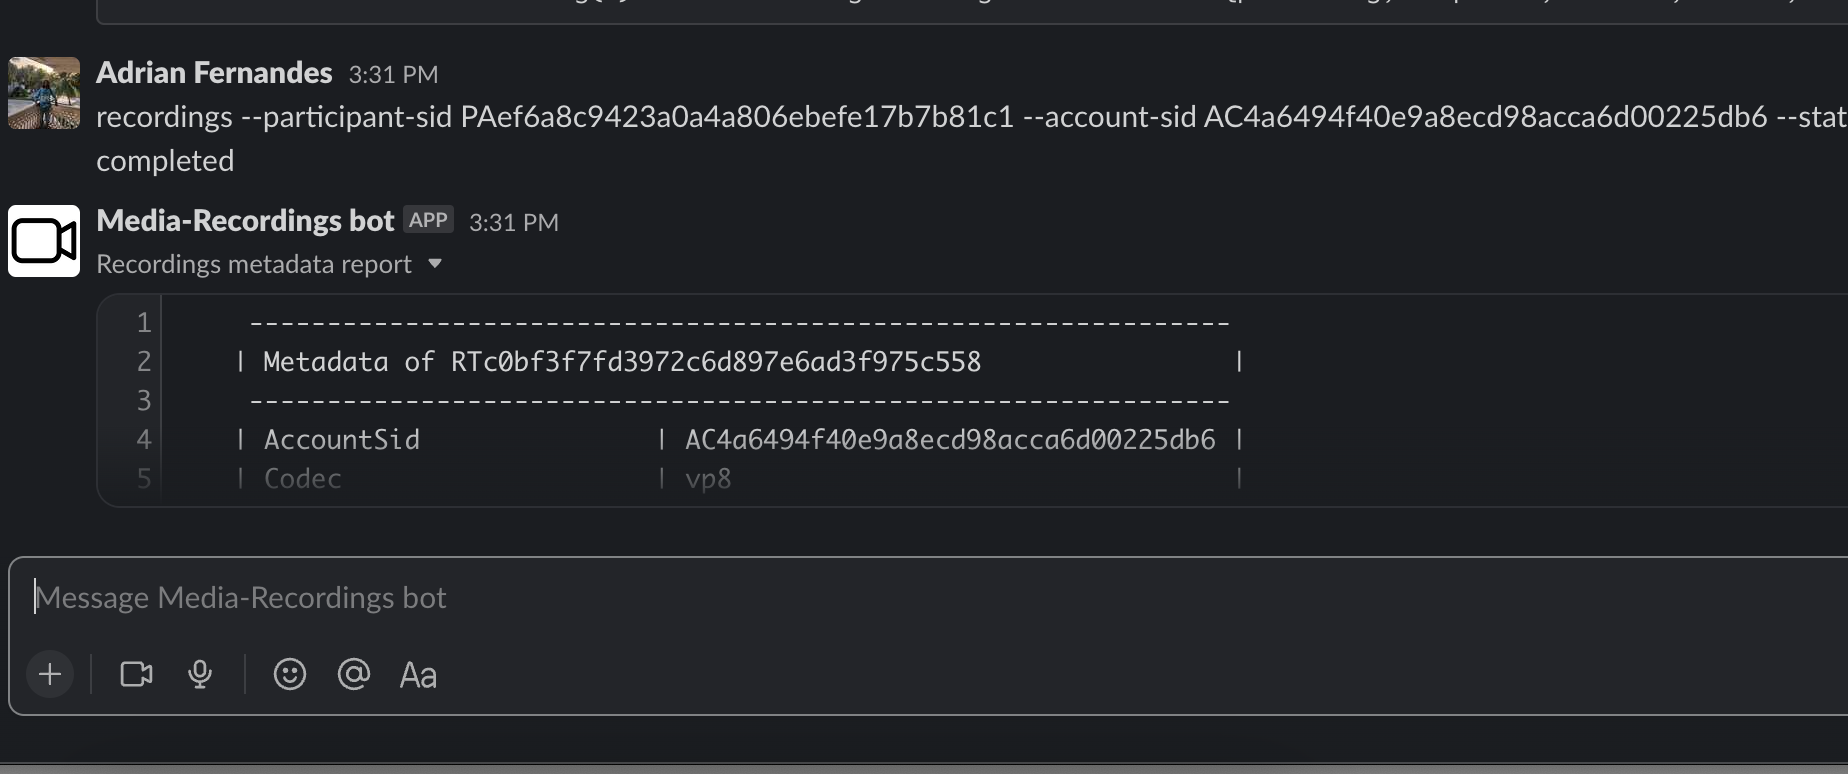 Adrian Fernandes 3:31 PM
recordings --participant-sid PAef6a8c9423a0a4a806ebefe17b7b81c1 --account-sid AC4a6494f40e9a8ecd98acca6d00225db6 --stat
completed
Media-Recordings bot APP 3:31 PM
Recordings metadata report
1 ---------------------------------------------------------------
2 | Metadata of RTc0bf3f7fd3972c6d897e6ad3f975c558 |
3 ---------------------------------------------------------------
4 | AccountSid | AC4a6494f40e9a8ecd98acca6d00225db6 |
5 | Codec | vp8 |
Message Media-Recordings bot
Aa